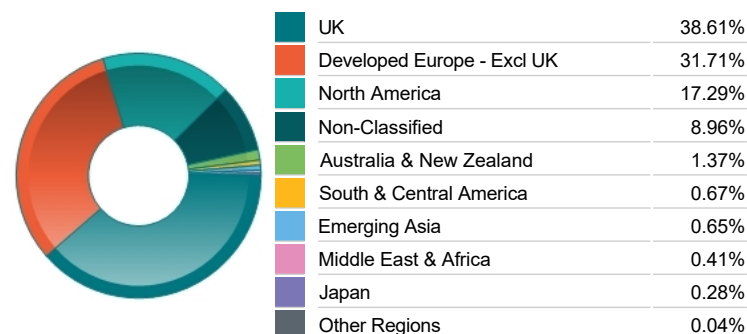 UK 38.61%
Developed Europe - Excl UK 31.71%
North America 17.29%
Non-Classified 8.96%
Australia & New Zealand 1.37%
South & Central America 0.67%
Emerging Asia 0.65%
Middle East & Africa 0.41%
Japan 0.28%
Other Regions 0.04%